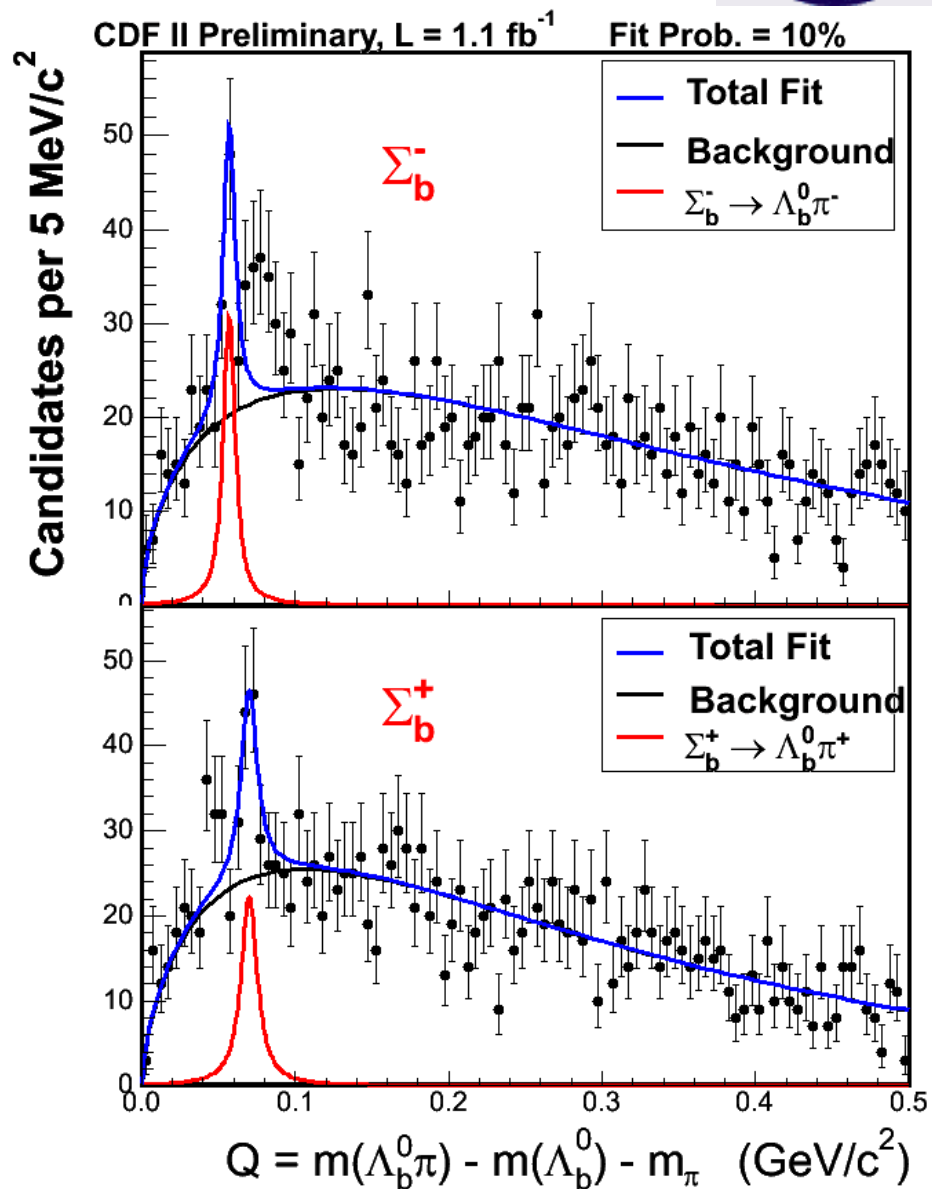 CDF II Preliminary, L = 1.1 fb⁻¹ Fit Prob. = 10%
Candidates per 5 MeV/c²
50
40
30
20
10
0
Σb⁻
Total Fit
Background
Σb⁻ → Λb⁰π⁻
50
40
30
20
10
0
Σb⁺
Total Fit
Background
Σb⁺ → Λb⁰π⁺
0.0 0.1 0.2 0.3 0.4 0.5
Q = m(Λb⁰π) - m(Λb⁰) - mπ (GeV/c²)